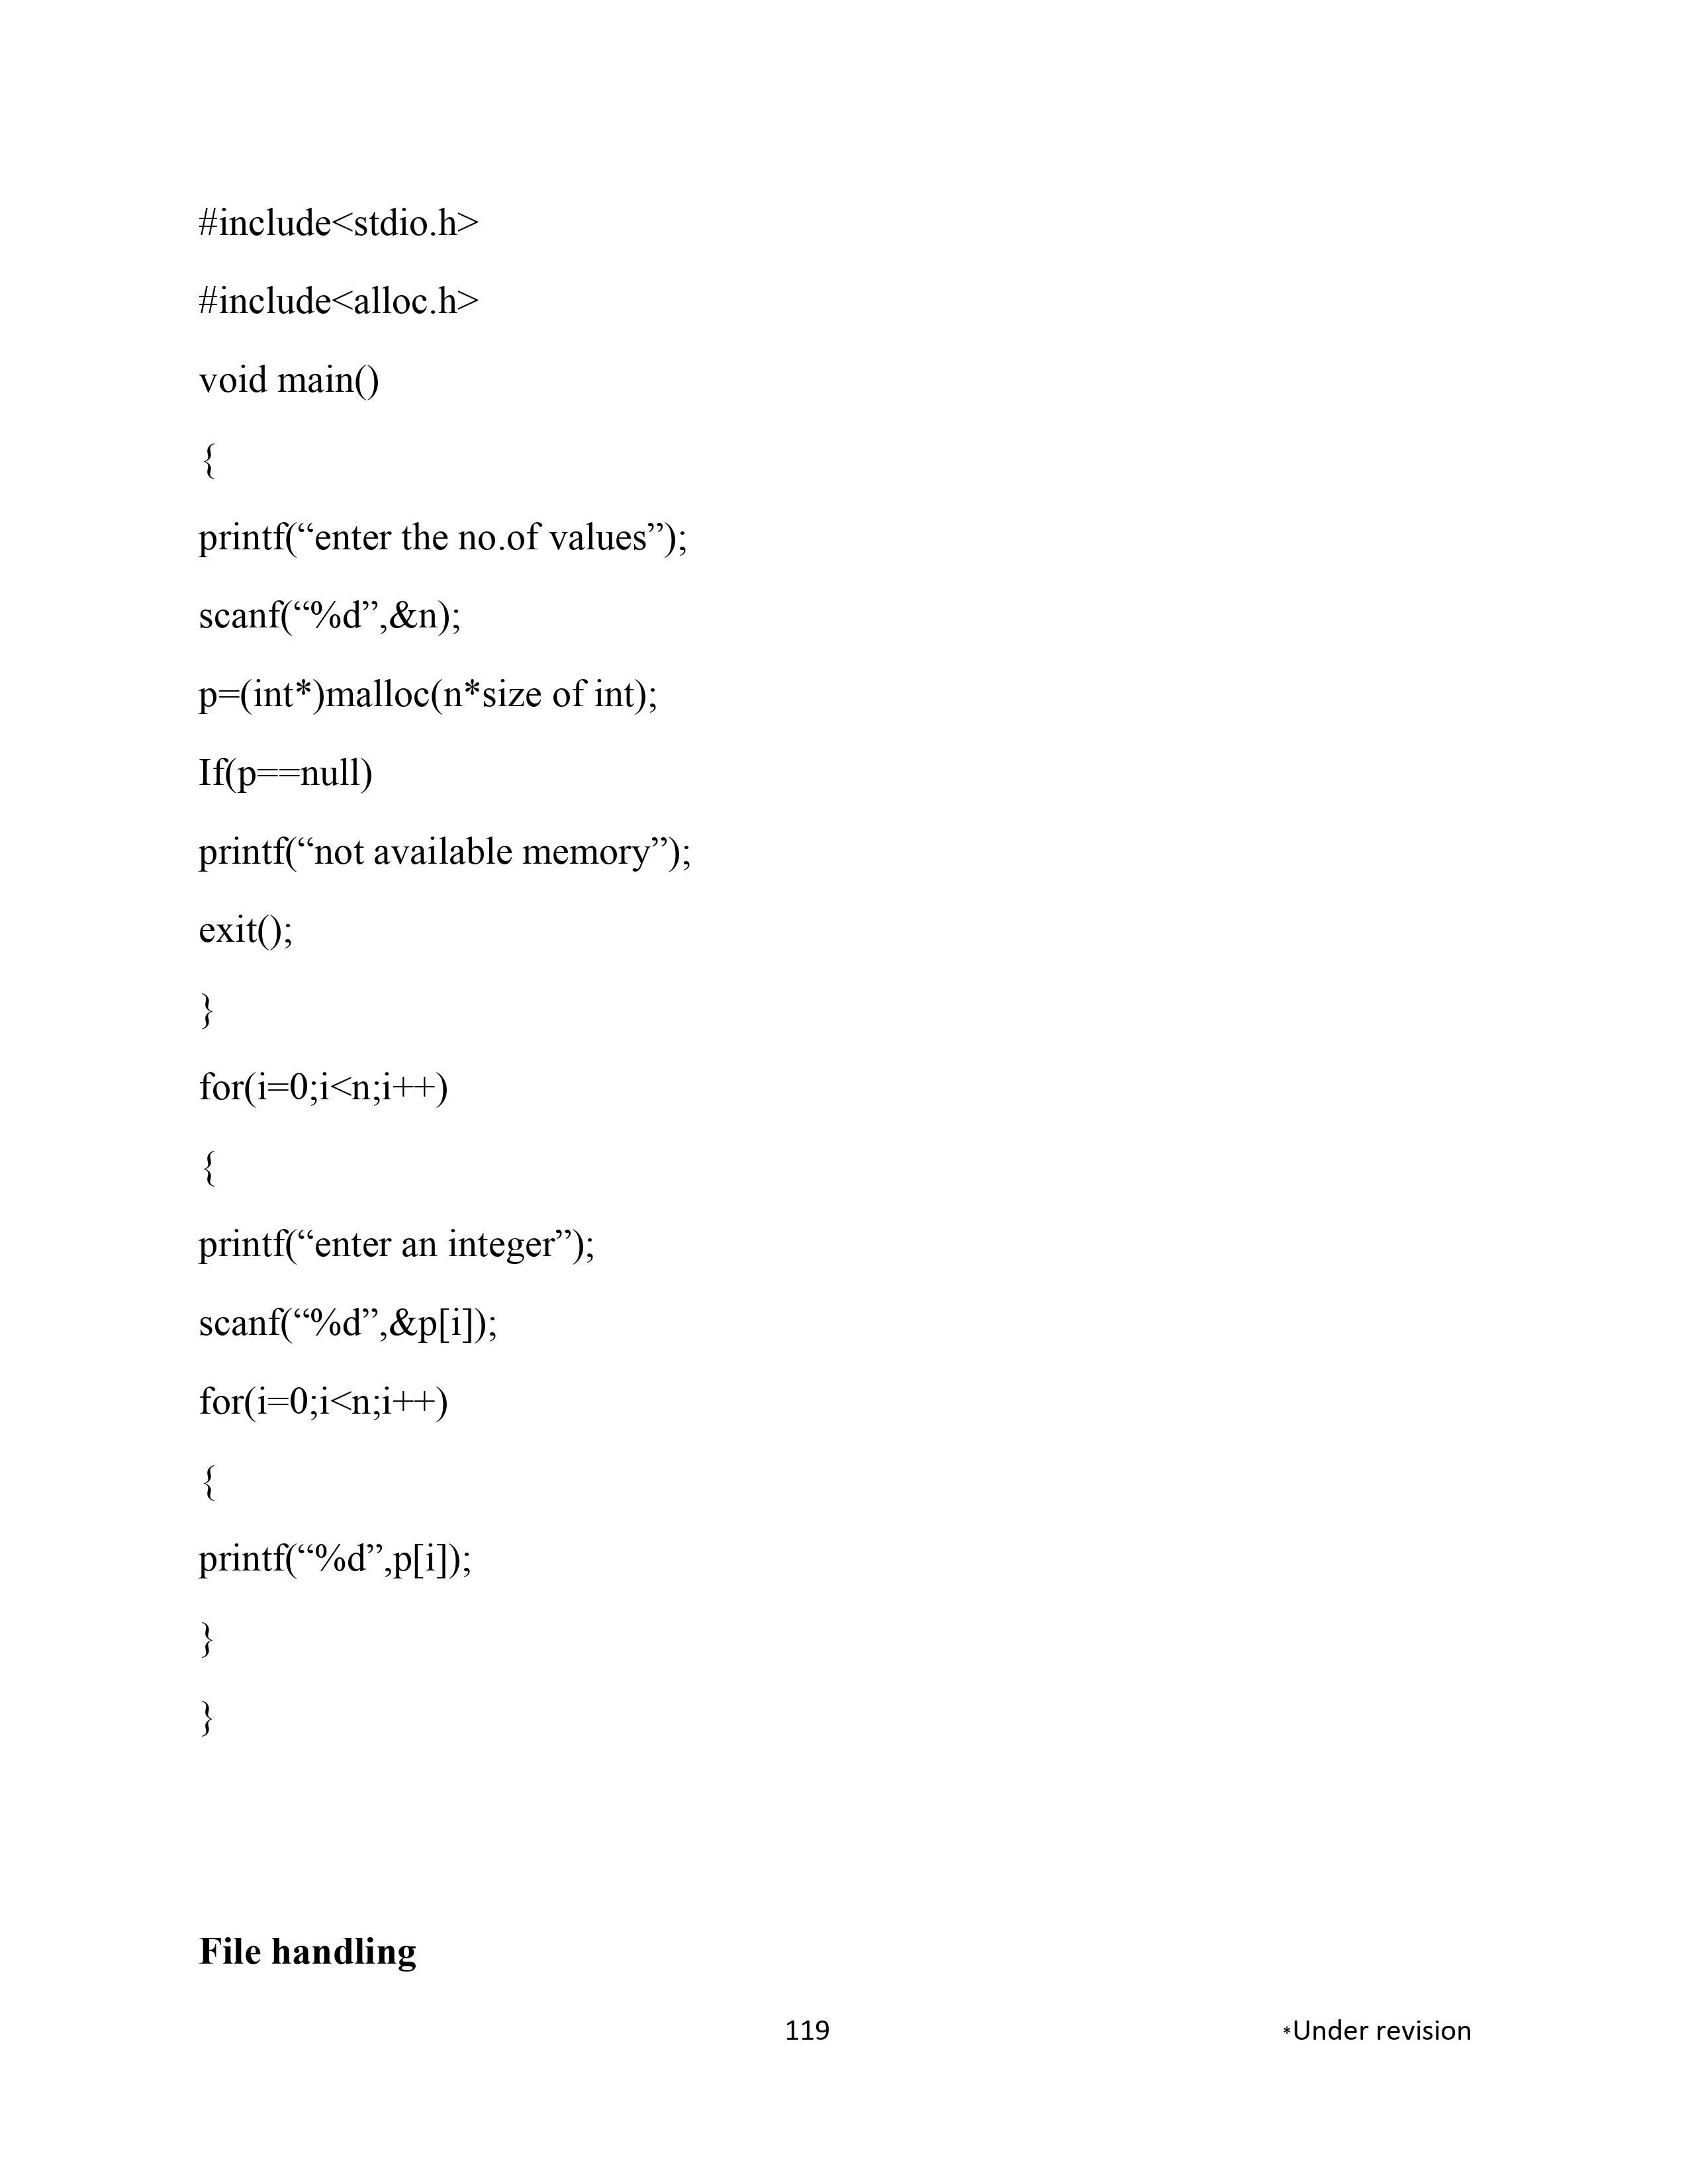 #include<stdio.h>
#include<alloc.h>
void main()
{
printf(“enter the no.of values”);
scanf(“%d”,&n);
p=(int*)malloc(n*size of int);
If(p==null)
printf(“not available memory”);
exit();
}
for(i=0;i<n;i++)
{
printf(“enter an integer”);
scanf(“%d”,&p[i]);
for(i=0;i<n;i++)
{
printf(“%d”,p[i]);
}
}
File handling
119 *Under revision